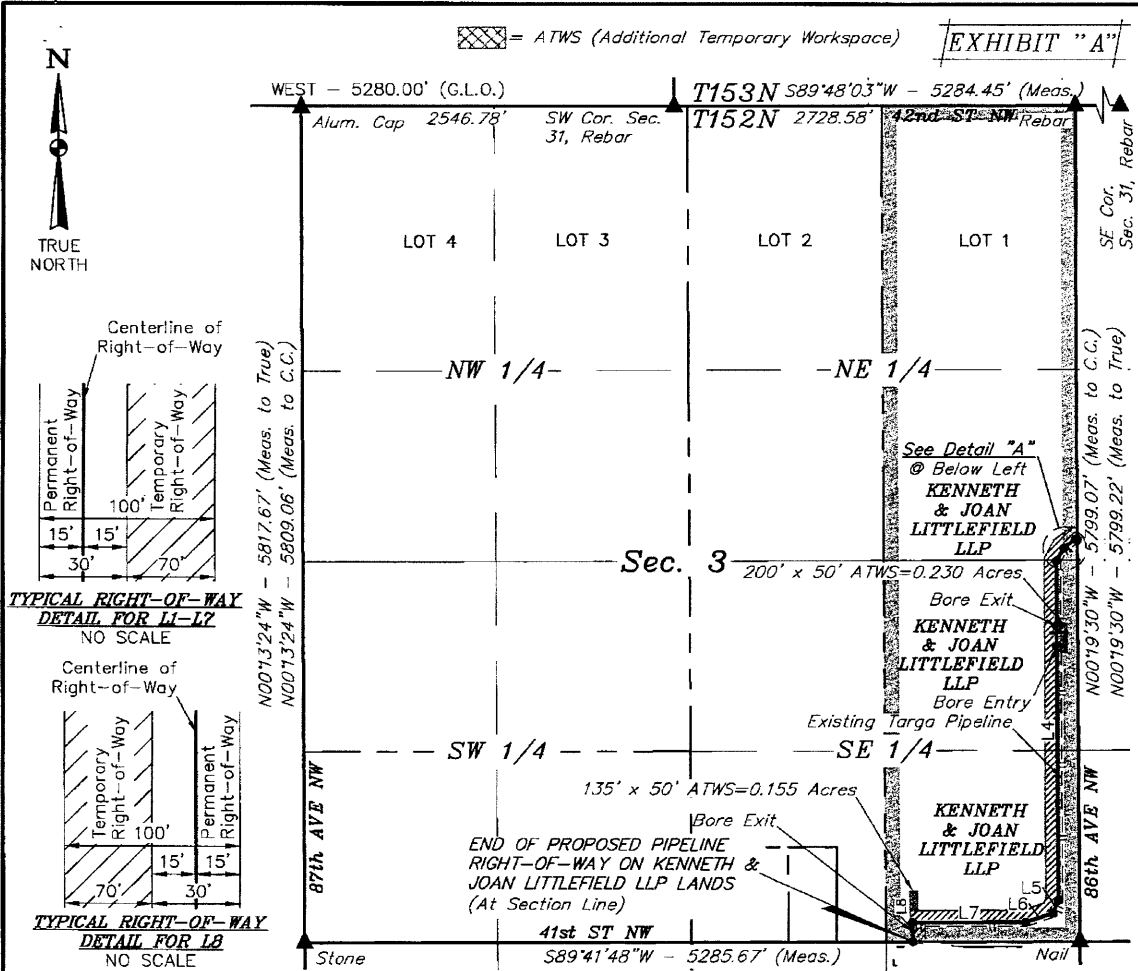 = ATWS (Additional Temporary Workspace)
EXHIBIT "A"
N
TRUE
NORTH
WEST - 5280.00' (G.L.O.)
T153N S89°48'03"W - 5284.45' (Meas.)
Alum. Cap 2546.78'
SW Cor. Sec.
31, Rebar
T152N 2728.58'
42nd ST NW Rebar
SE Cor.
Sec. 31, Rebar
LOT 4
LOT 3
LOT 2
LOT 1
Centerline of
Right-of-Way
Permanent
Right-of-Way
Temporary
Right-of-Way
100'
15'
15'
30'
70'
TYPICAL RIGHT-OF-WAY
DETAIL FOR L1-L7
NO SCALE
Centerline of
Right-of-Way
Temporary
Right-of-Way
Permanent
Right-of-Way
100'
15'
15'
70'
30'
TYPICAL RIGHT-OF-WAY
DETAIL FOR L8
NO SCALE
N00°13'24"W - 5817.67' (Meas. to True)
N00°13'24"W - 5809.06' (Meas. to C.C.)
87th AVE NW
NW 1/4
NE 1/4
Sec. 3
SW 1/4
SE 1/4
See Detail "A"
@ Below Left
KENNETH
& JOAN
LITTLEFIELD
LLP
200' x 50' ATWS=0.230 Acres
Bore Exit
KENNETH
& JOAN
LITTLEFIELD
LLP
Bore Entry
Existing Targa Pipeline
L4
135' x 50' ATWS=0.155 Acres
Bore Exit
KENNETH
& JOAN
LITTLEFIELD
LLP
END OF PROPOSED PIPELINE
RIGHT-OF-WAY ON KENNETH &
JOAN LITTLEFIELD LLP LANDS
(At Section Line)
L8
L7
L6
L5
N00°19'30"W - 5799.07' (Meas. to C.C.)
N00°19'30"W - 5799.22' (Meas. to True)
86th AVE NW
41st ST NW
Stone
S89°41'48"W - 5285.67' (Meas.)
Nail